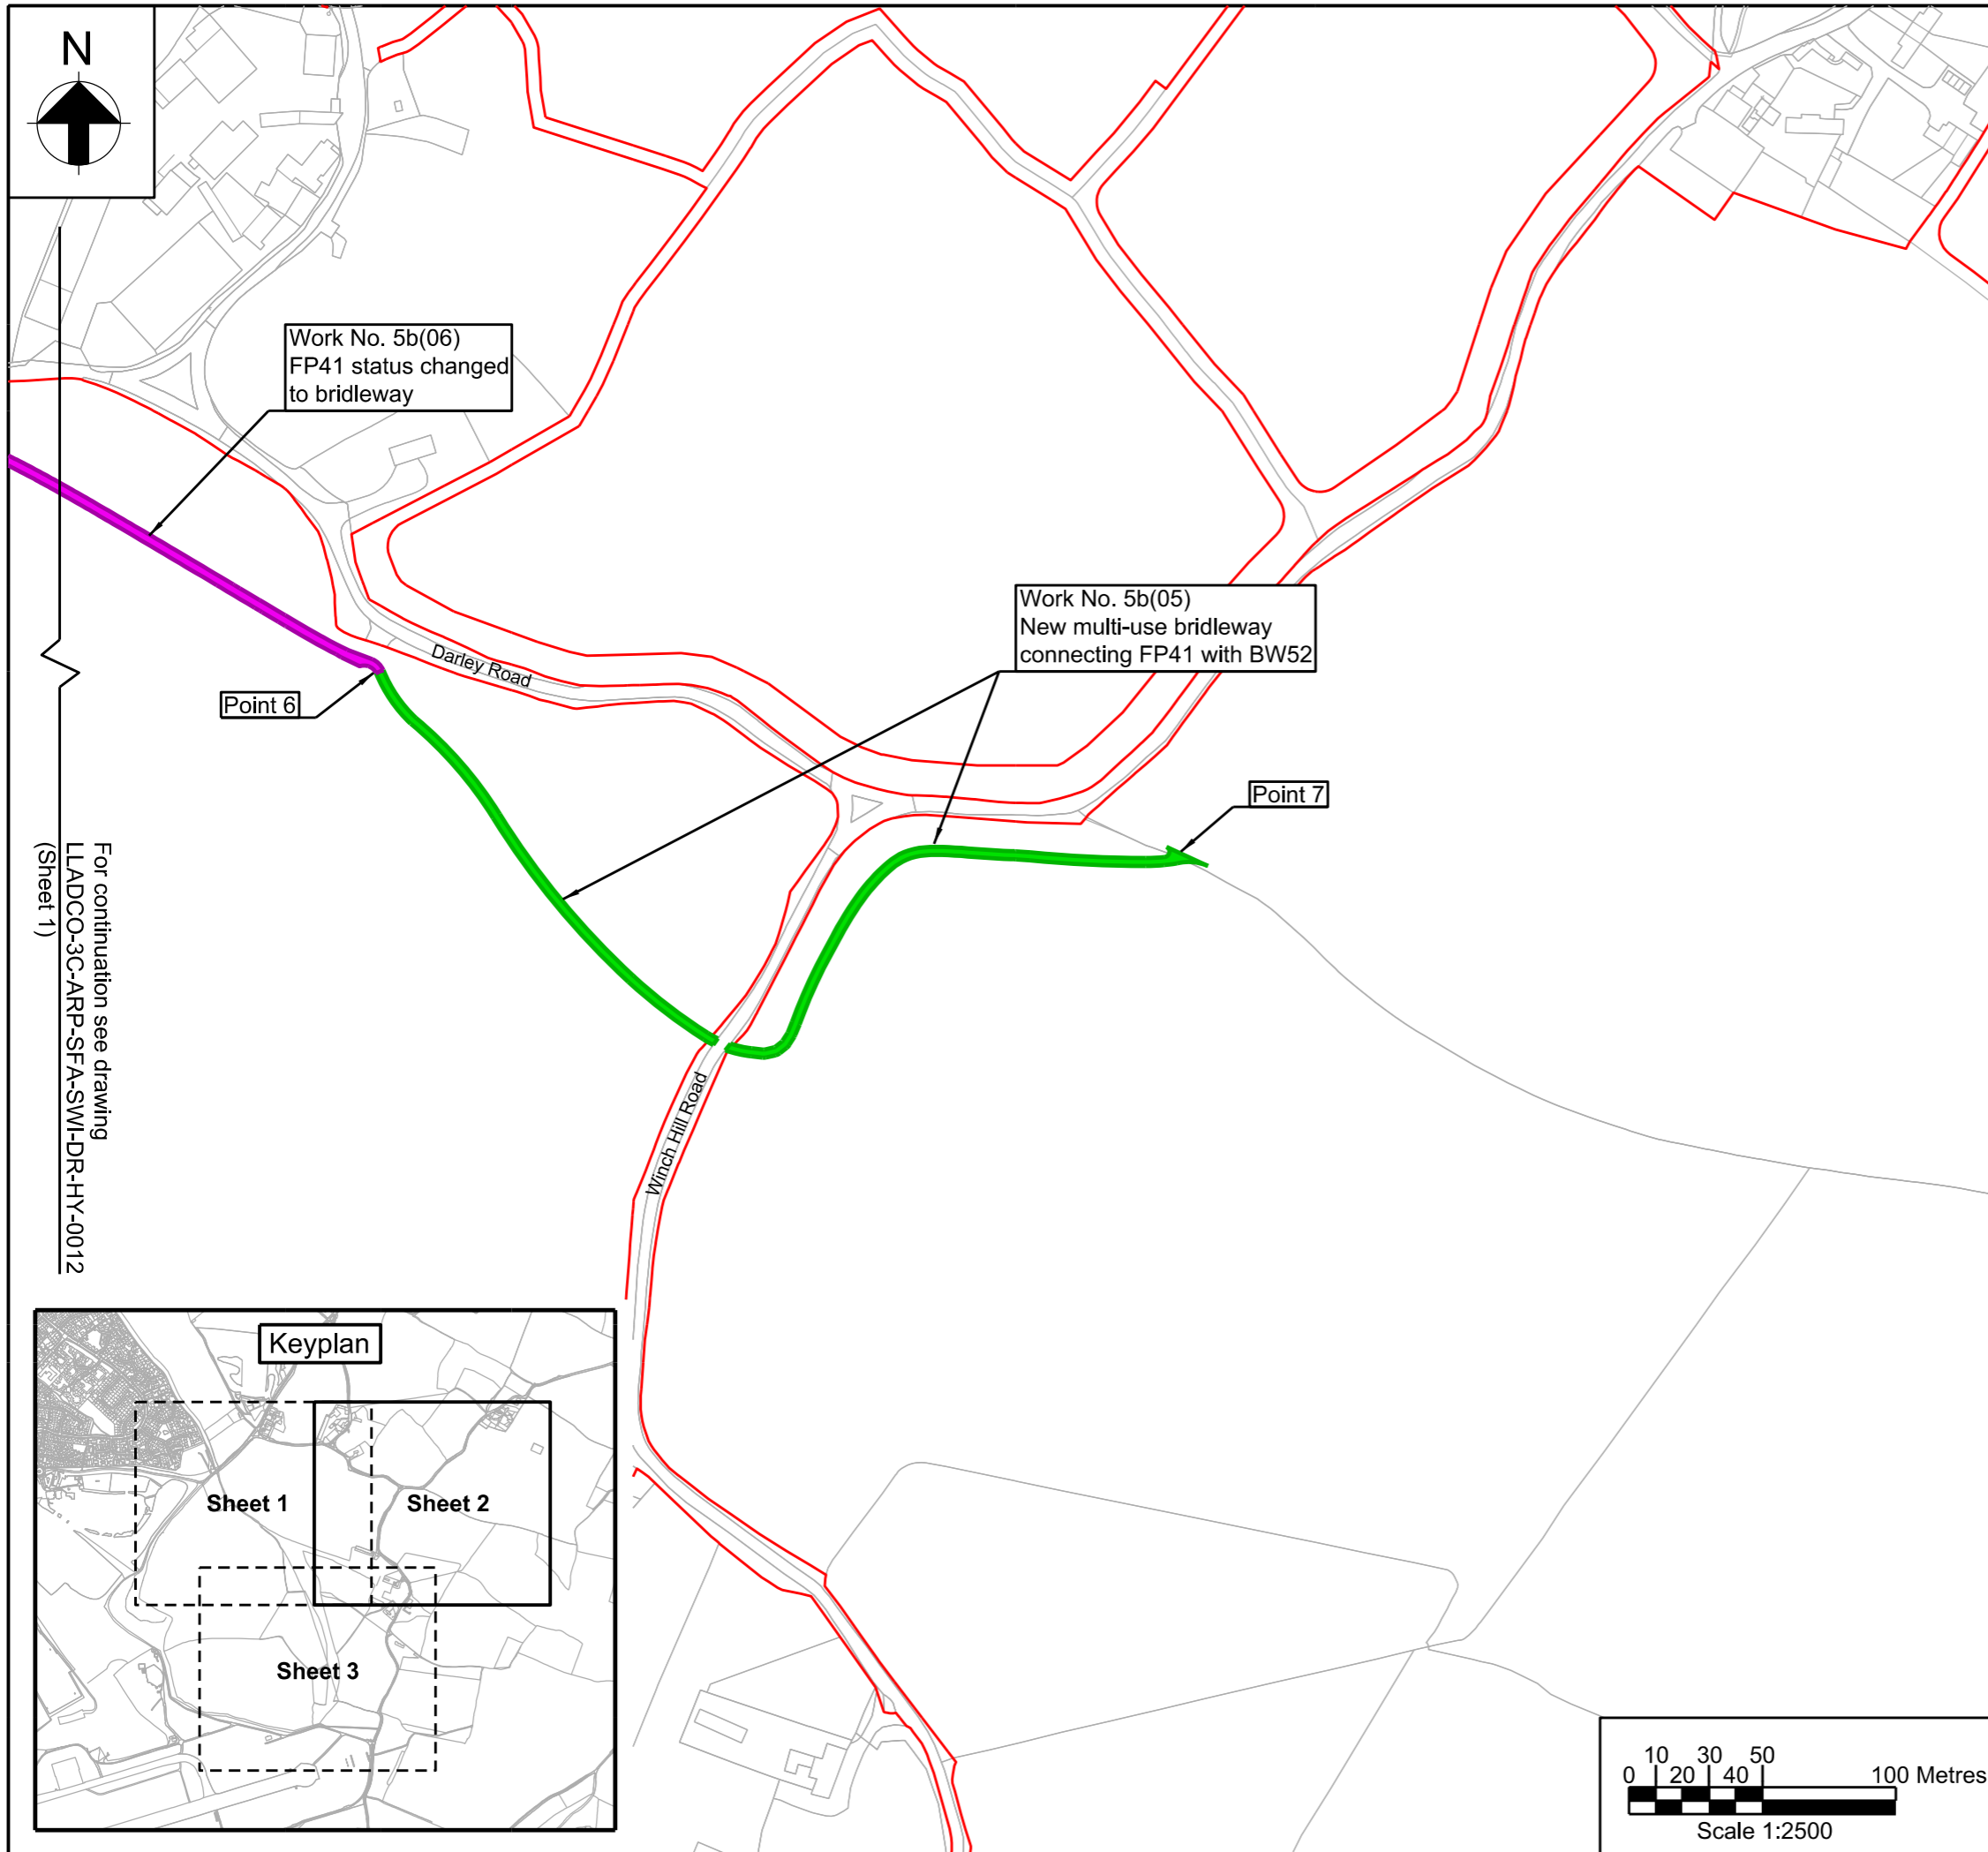 N
Work No. 5b(06)
FP41 status changed
to bridleway
Work No. 5b(05)
New multi-use bridleway
connecting FP41 with BW52
Darley Road
Point 6
Point 7
For continuation see drawing
LLADCO-3C-ARP-SFA-SWI-DR-HY-0012
(Sheet 1)
Winch Hill Road
Keyplan
Sheet 1
Sheet 2
Sheet 3
10 30 50
0 20 40 100 Metres
Scale 1:2500